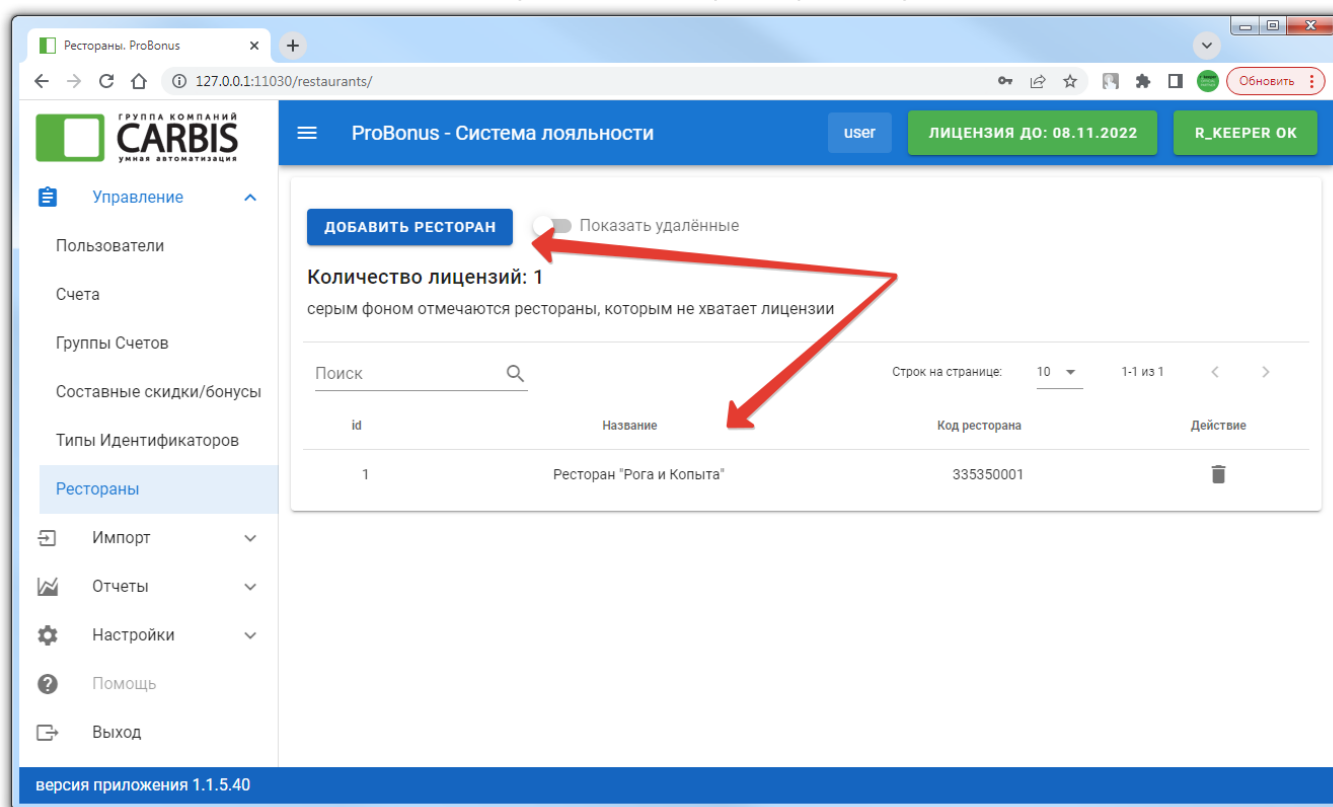 Рестораны. ProBonus
127.0.0.1:11030/restaurants/
Обновить
ГРУППА КОМПАНИЙ
CARBIS
умная автоматизация
ProBonus - Система лояльности
user
ЛИЦЕНЗИЯ ДО: 08.11.2022
R_KEEPER OK
Управление
Пользователи
Счета
Группы Счетов
Составные скидки/бонусы
Типы Идентификаторов
Рестораны
Импорт
Отчеты
Настройки
Помощь
Выход
ДОБАВИТЬ РЕСТОРАН
Показать удалённые
Количество лицензий: 1
серым фоном отмечаются рестораны, которым не хватает лицензии
Поиск
Строк на странице: 10 1-1 из 1
id Название Код ресторана Действие
1 Ресторан "Рога и Копыта" 335350001
версия приложения 1.1.5.40